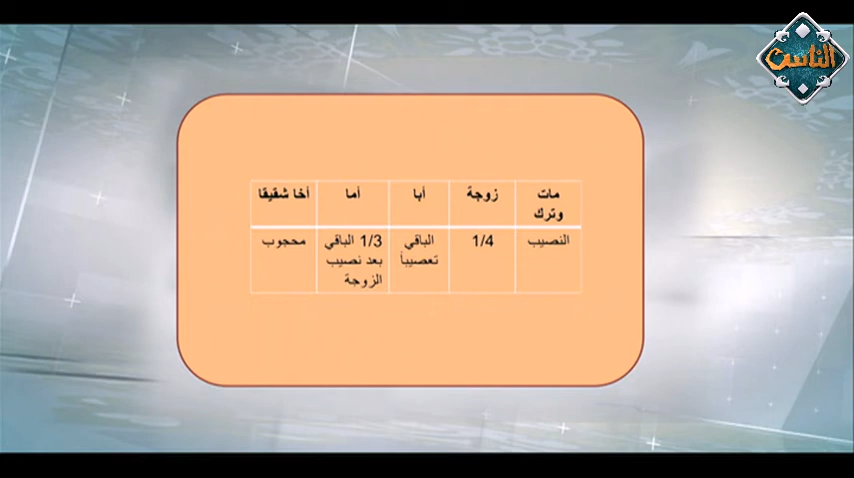 الناس
مات وترك	زوجة	أبا	أما	أخا شقيقا
النصيب	1/4	الباقي تعصيباً	1/3 الباقي بعد نصيب الزوجة	محجوب